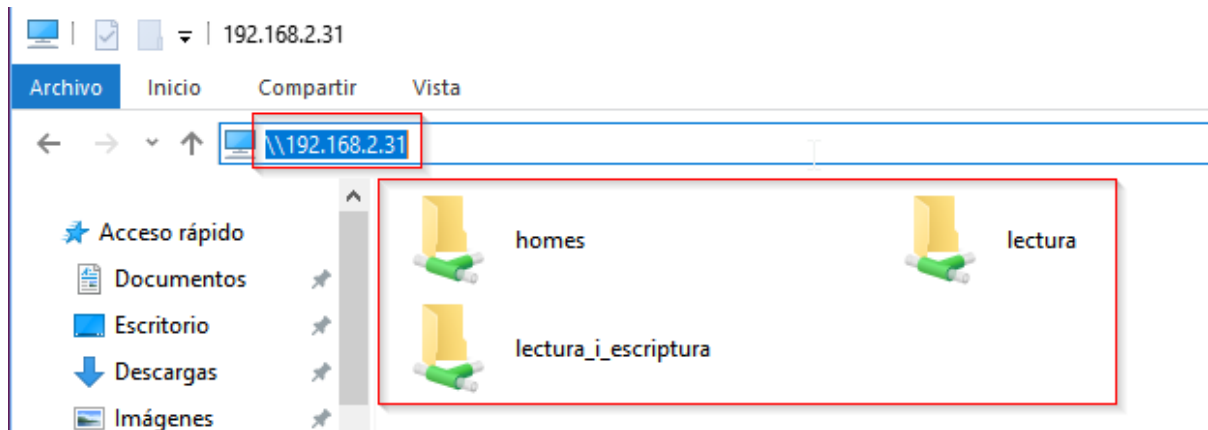 192.168.2.31
Archivo Inicio Compartir Vista
\\192.168.2.31
Acceso rápido
Documentos
Escritorio
Descargas
Imágenes
homes lectura
lectura_i_escriptura